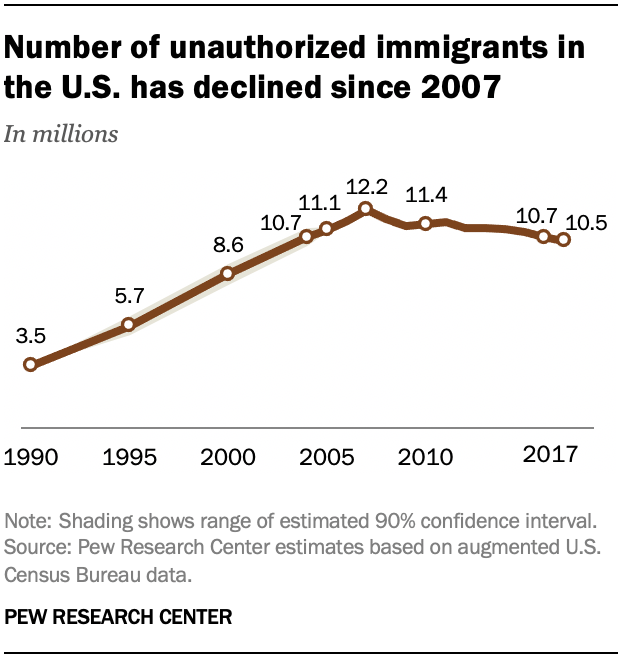 Number of unauthorized immigrants in
the U.S. has declined since 2007
In millions
3.5
5.7
8.6
10.7
11.1
12.2
11.4
10.7
10.5
1990 1995 2000 2005 2010 2017
Note: Shading shows range of estimated 90% confidence interval.
Source: Pew Research Center estimates based on augmented U.S.
Census Bureau data.
PEW RESEARCH CENTER